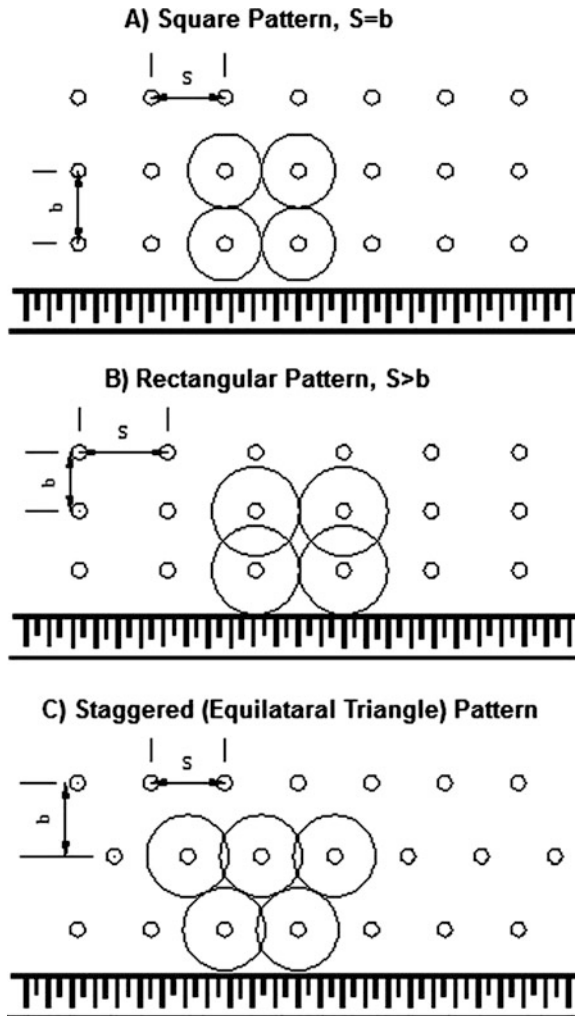 A) Square Pattern, S=b
S
b
B) Rectangular Pattern, S>b
S
b
C) Staggered (Equilataral Triangle) Pattern
S
b